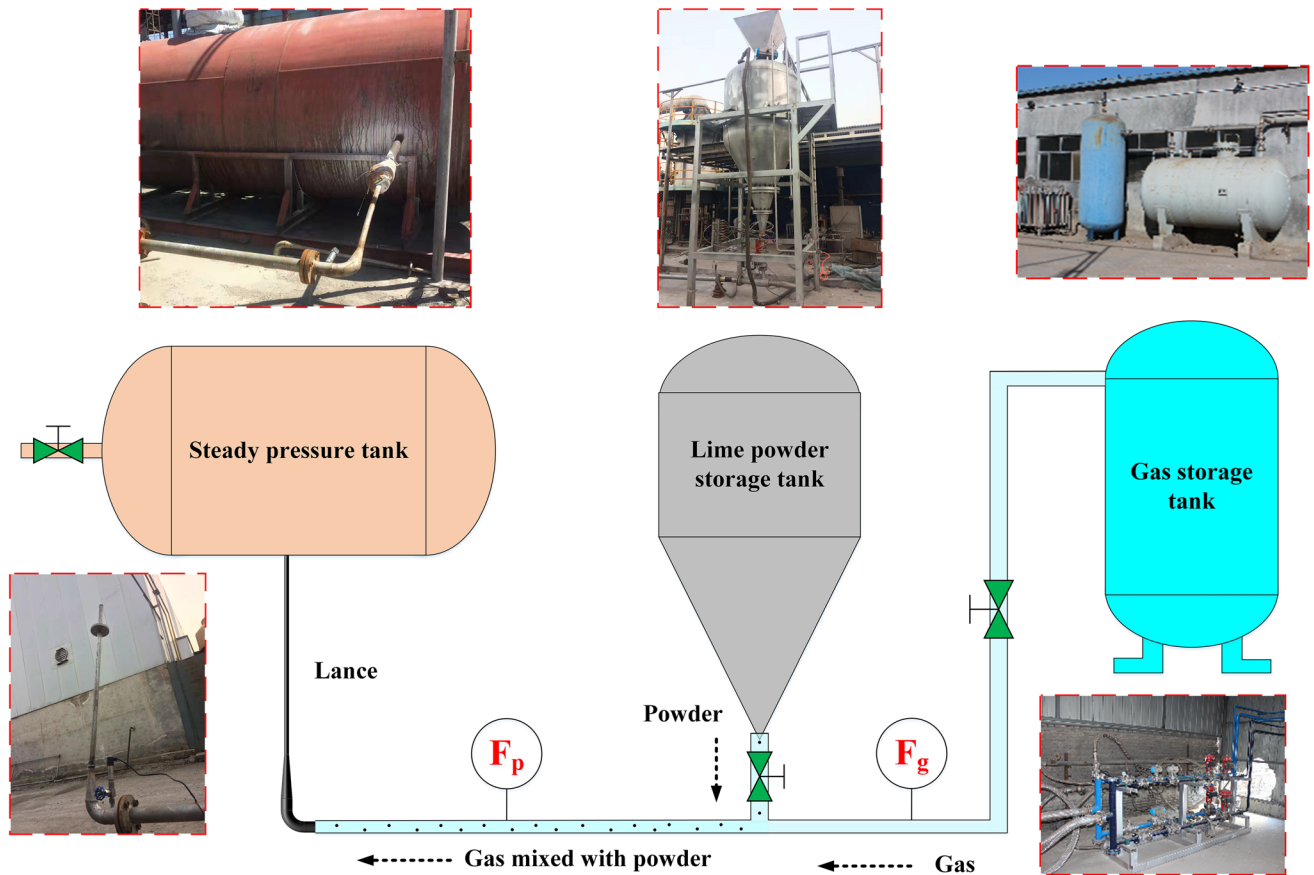 Steady pressure tank
Lime powder
storage tank
Gas storage
tank
Lance
Powder
Fp
Fg
Gas mixed with powder
Gas